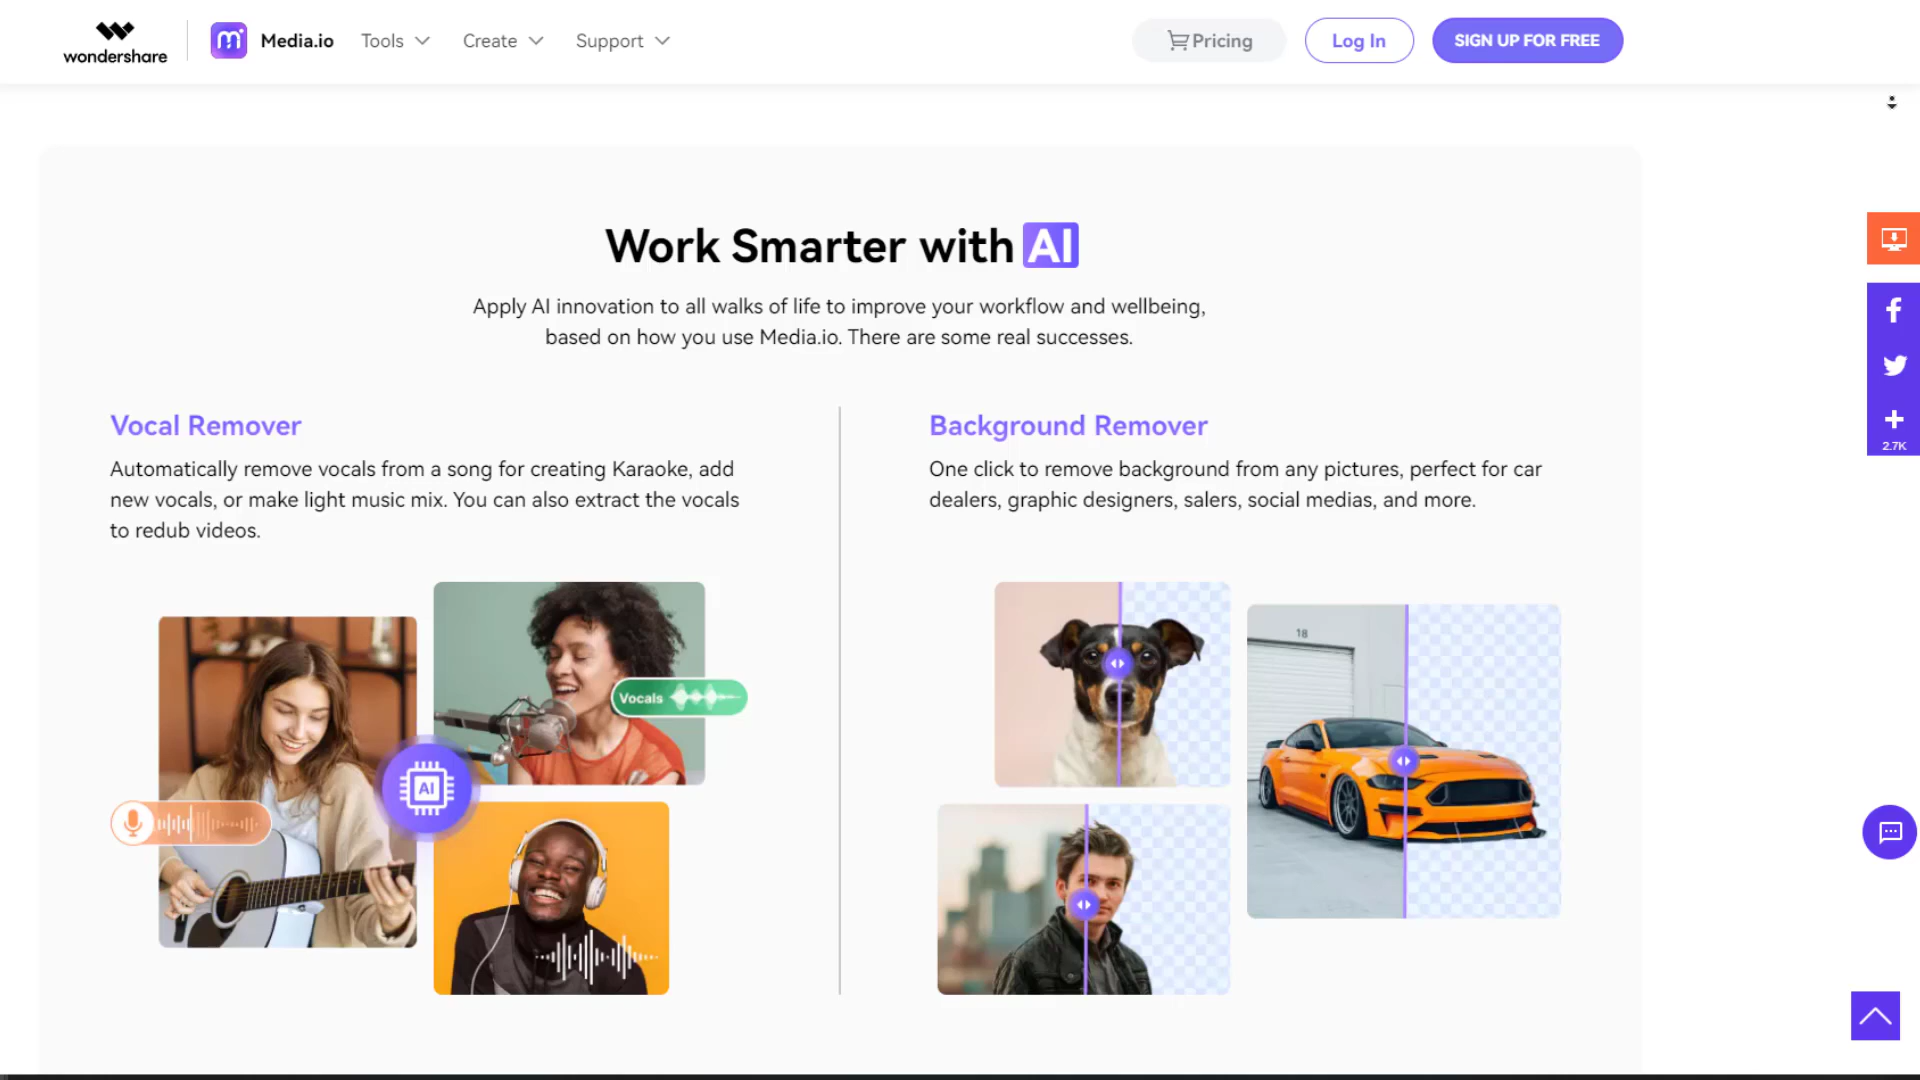 wondershare
Media.io
Tools
Create
Support
Pricing
Log In
SIGN UP FOR FREE
Work Smarter with AI
Apply AI innovation to all walks of life to improve your workflow and wellbeing,
based on how you use Media.io. There are some real successes.
Vocal Remover
Automatically remove vocals from a song for creating Karaoke, add
new vocals, or make light music mix. You can also extract the vocals
to redub videos.
Background Remover
One click to remove background from any pictures, perfect for car
dealers, graphic designers, salers, social medias, and more.
2.7K
Vocals
AI
18